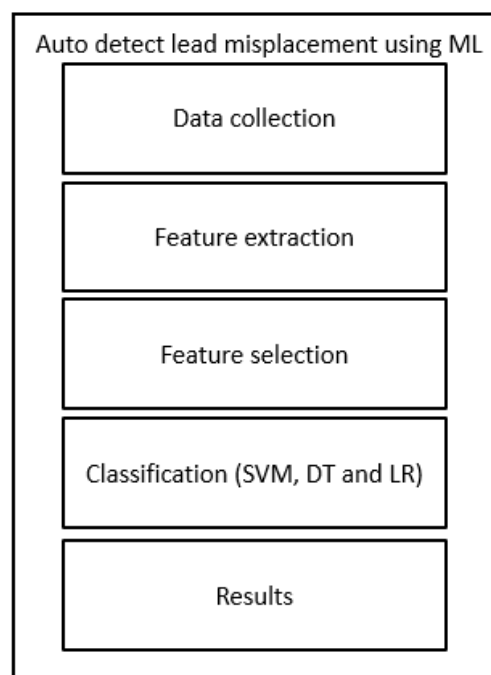 Auto detect lead misplacement using ML
Data collection
Feature extraction
Feature selection
Classification (SVM, DT and LR)
Results